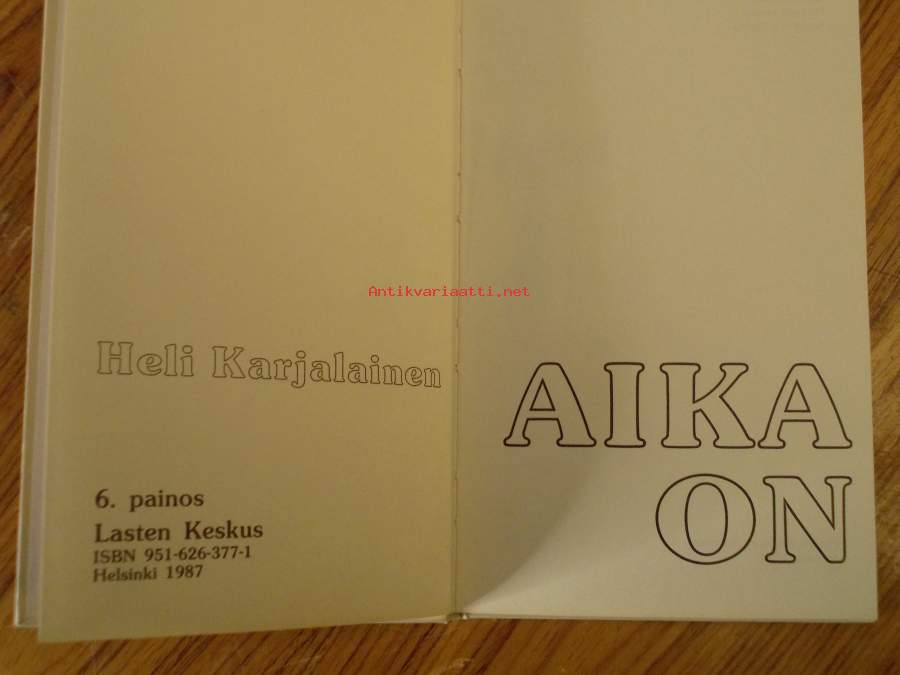 Heli Karjalainen
6. painos
Lasten Keskus
ISBN 951-626-377-1
Helsinki 1987
AIKA
ON
Antikvariaatti.net